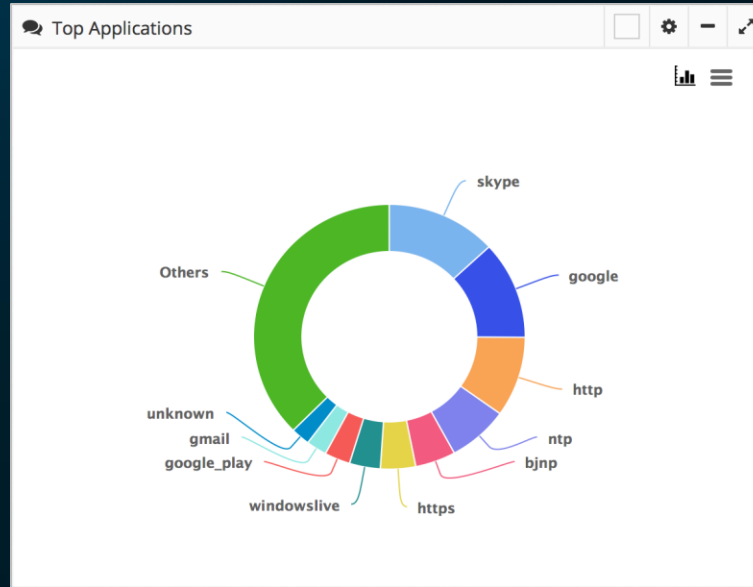 Top Applications
skype
Others
google
http
unknown
gmail
ntp
google_play
bjnp
windowslive
https